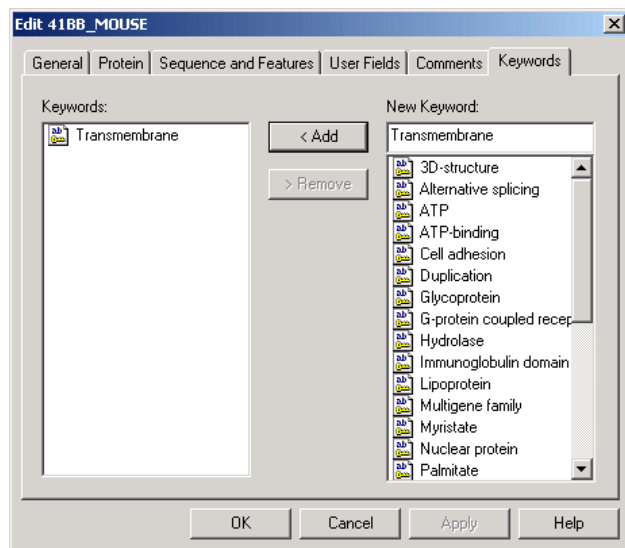 Edit 41BB_MOUSE
General Protein Sequence and Features User Fields Comments Keywords
Keywords:
Transmembrane
< Add
> Remove
New Keyword:
Transmembrane
3D-structure
Alternative splicing
ATP
ATP-binding
Cell adhesion
Duplication
Glycoprotein
G-protein coupled recep
Hydrolase
Immunoglobulin domain
Lipoprotein
Multigene family
Myristate
Nuclear protein
Palmitate
OK Cancel Apply Help